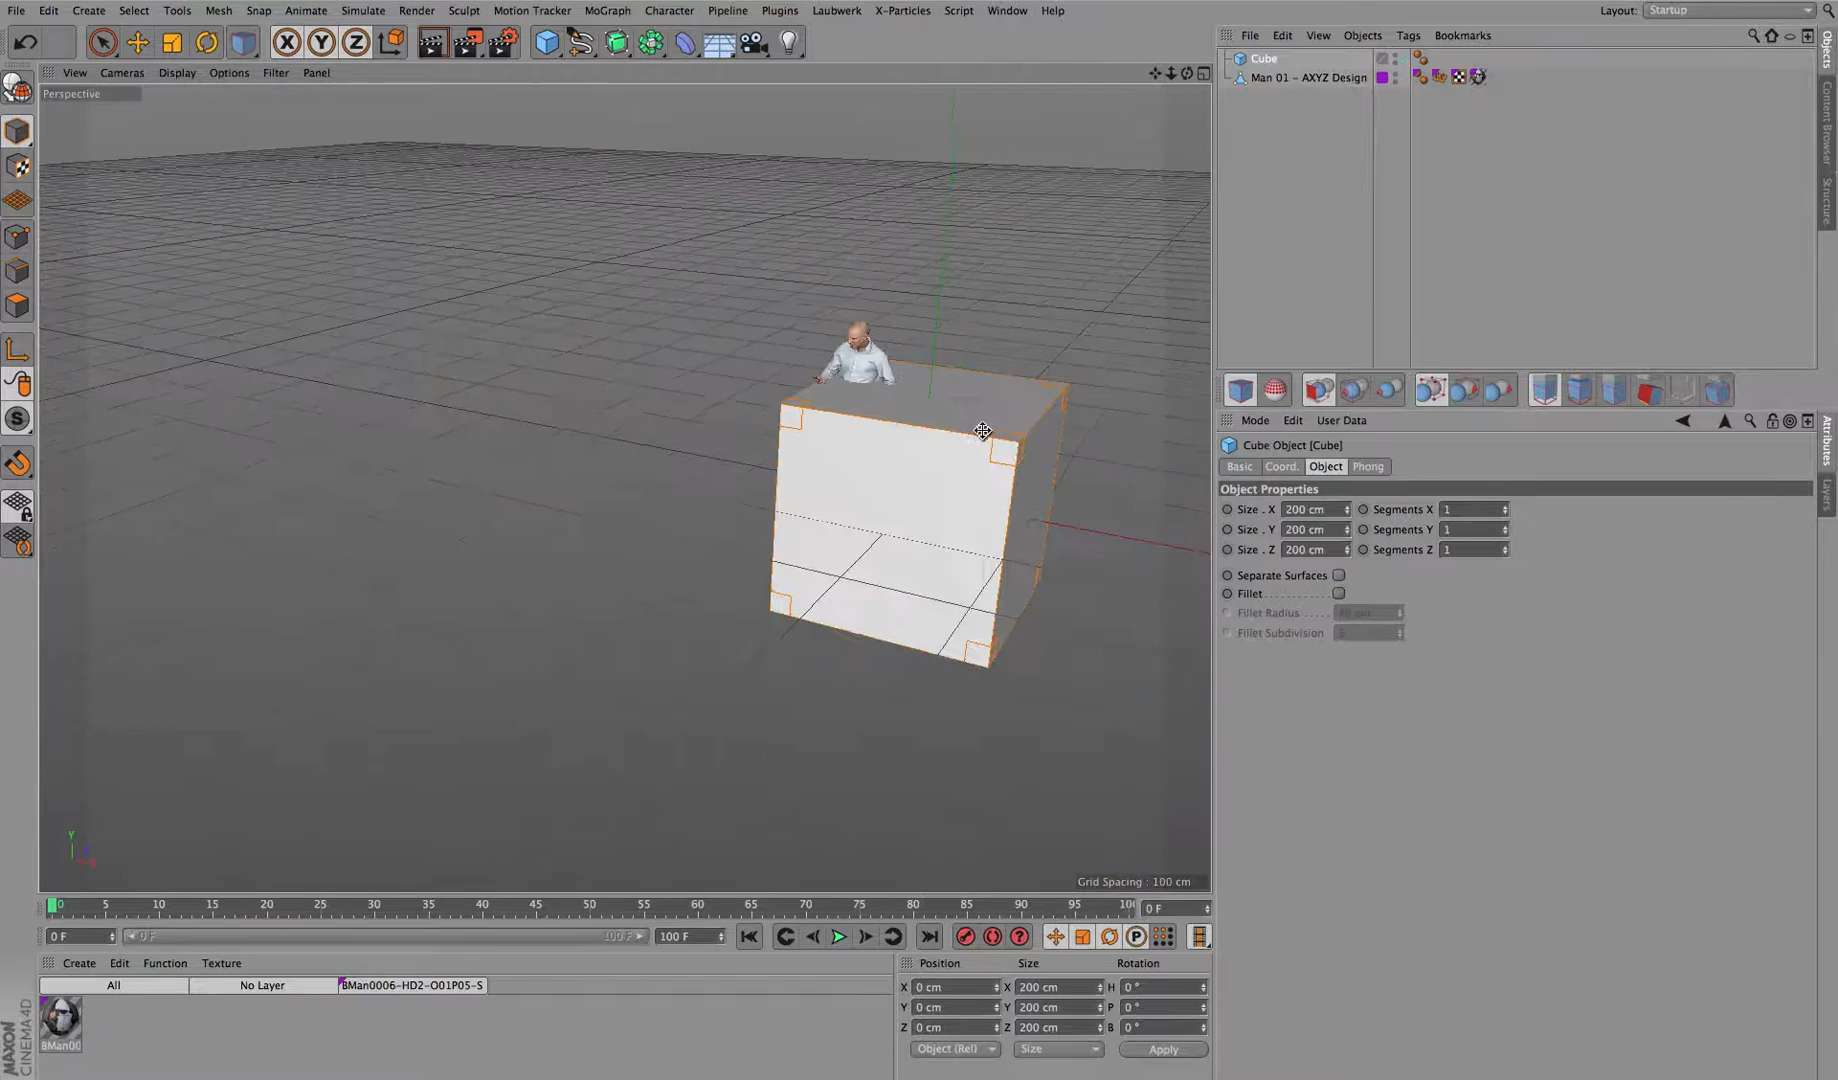 File Edit Create Select Tools Mesh Snap Animate Simulate Render Sculpt Motion Tracker MoGraph Character Pipeline Plugins Laubwerk X-Particles Script Window Help Layout: Startup
File Edit View Objects Tags Bookmarks
Cube
Man 01 - AXYZ Design
Objects
Content Browser
Structure
View Cameras Display Options Filter Panel
Perspective
Mode Edit User Data
Cube Object [Cube]
Basic Coord. Object Phong
Object Properties
Size . X 200 cm Segments X 1
Size . Y 200 cm Segments Y 1
Size . Z 200 cm Segments Z 1
Separate Surfaces
Fillet
Fillet Radius
Fillet Subdivision
Attributes
Layers
Y
X
Grid Spacing : 100 cm
0 5 10 15 20 25 30 35 40 45 50 55 60 65 70 75 80 85 90 95 0 F
0 F 0 F 100 F 100 F
Create Edit Function Texture
All No Layer BMan0006-HD2-O01P05-S
BMan00
Position Size Rotation
X 0 cm X 200 cm H 0 °
Y 0 cm Y 200 cm P 0 °
Z 0 cm Z 200 cm B 0 °
Object (Rel) Size Apply
MAXON
CINEMA 4D